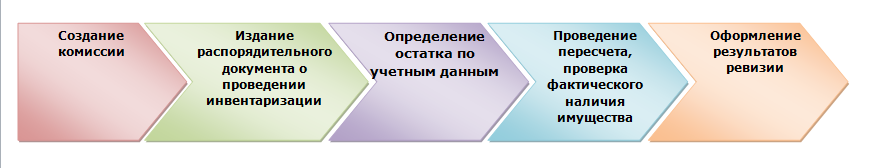 Создание
комиссии
Издание
распорядительного
документа о
проведении
инвентаризации
Определение
остатка по
учетным данным
Проведение
пересчета,
проверка
фактического
наличия
имущества
Оформление
результатов
ревизии